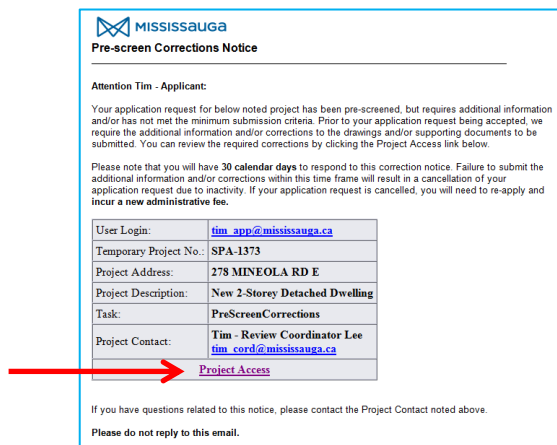 MISSISSAUGA
Pre-screen Corrections Notice
Attention Tim - Applicant:
Your application request for below noted project has been pre-screened, but requires additional information
and/or has not met the minimum submission criteria. Prior to your application request being accepted, we
require the additional information and/or corrections to the drawings and/or supporting documents to be
submitted. You can review the required corrections by clicking the Project Access link below.
Please note that you will have 30 calendar days to respond to this correction notice. Failure to submit the
additional information and/or corrections within this time frame will result in a cancellation of your
application request due to inactivity. If your application request is cancelled, you will need to re-apply and
incur a new administrative fee.
User Login: tim_app@mississauga.ca
Temporary Project No.: SPA-1373
Project Address: 278 MINEOLA RD E
Project Description: New 2-Storey Detached Dwelling
Task: PreScreenCorrections
Project Contact: Tim - Review Coordinator Lee
tim_cord@mississauga.ca
Project Access
If you have questions related to this notice, please contact the Project Contact noted above.
Please do not reply to this email.